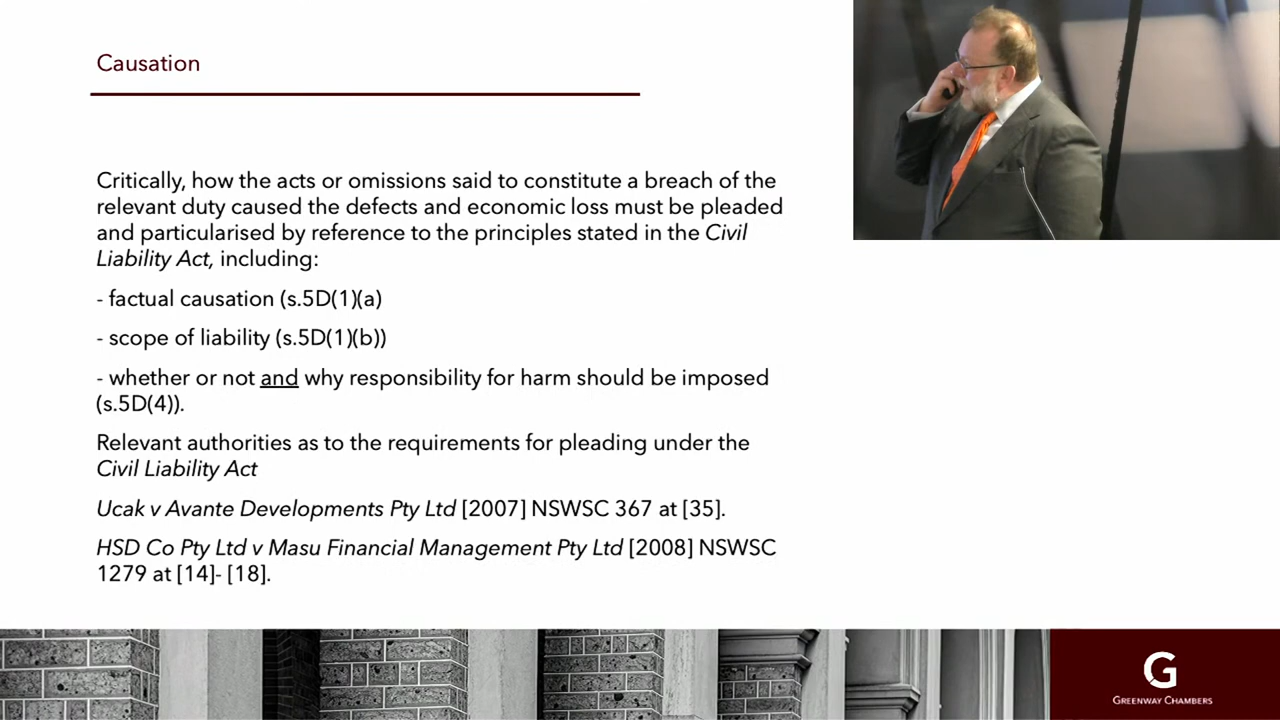 Causation
Critically, how the acts or omissions said to constitute a breach of the
relevant duty caused the defects and economic loss must be pleaded
and particularised by reference to the principles stated in the Civil
Liability Act, including:
- factual causation (s.5D(1)(a)
- scope of liability (s.5D(1)(b))
- whether or not and why responsibility for harm should be imposed
(s.5D(4)).
Relevant authorities as to the requirements for pleading under the
Civil Liability Act
Ucak v Avante Developments Pty Ltd [2007] NSWSC 367 at [35].
HSD Co Pty Ltd v Masu Financial Management Pty Ltd [2008] NSWSC
1279 at [14]- [18].
G
GREENWAY CHAMBERS